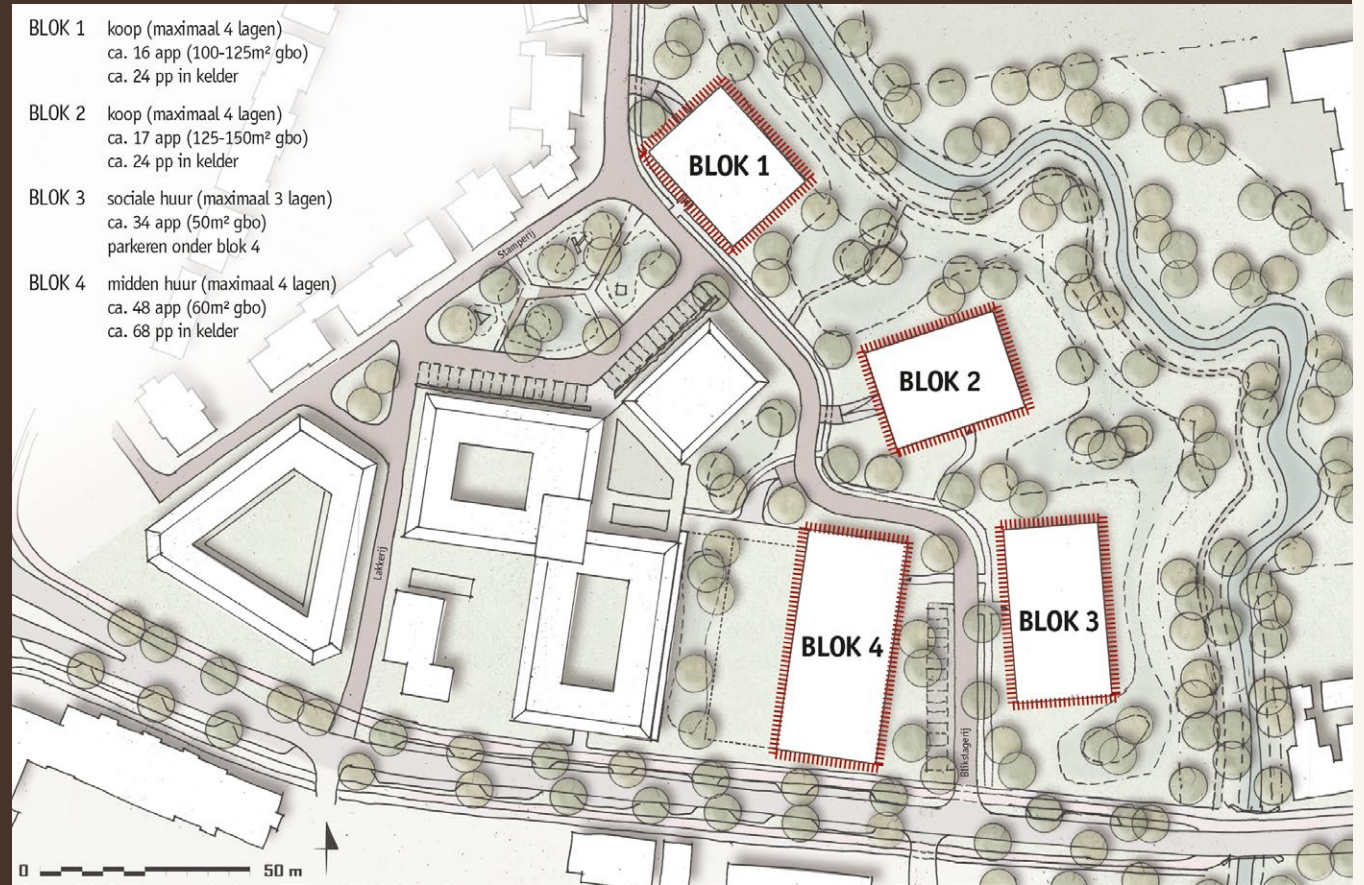 BLOK 1 koop (maximaal 4 lagen)
ca. 16 app (100-125m² gbo)
ca. 24 pp in kelder
BLOK 2 koop (maximaal 4 lagen)
ca. 17 app (125-150m² gbo)
ca. 24 pp in kelder
BLOK 3 sociale huur (maximaal 3 lagen)
ca. 34 app (50m² gbo)
parkeren onder blok 4
BLOK 4 midden huur (maximaal 4 lagen)
ca. 48 app (60m² gbo)
ca. 68 pp in kelder
BLOK 1
Stamperij
BLOK 2
Lakkerij
BLOK 3
BLOK 4
Blikslagerij
0 50 m